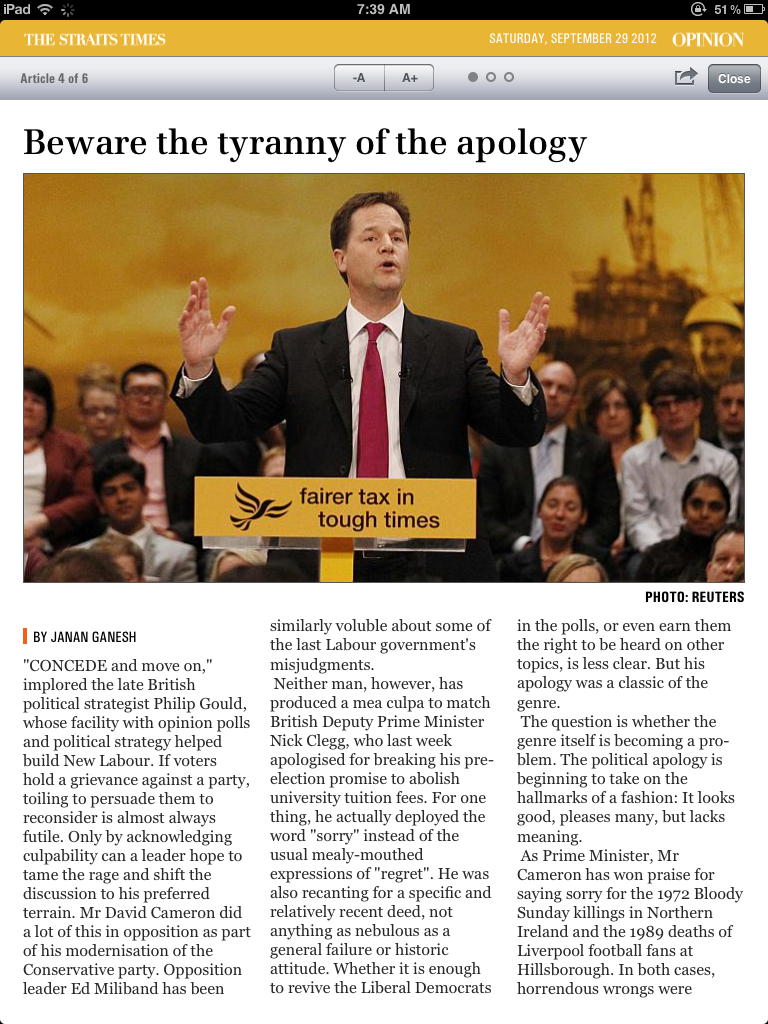 iPad 7:39 AM 51 %
THE STRAITS TIMES SATURDAY, SEPTEMBER 29 2012 OPINION
Article 4 of 6 -A A+ Close
Beware the tyranny of the apology
fairer tax in
tough times
PHOTO: REUTERS
BY JANAN GANESH
"CONCEDE and move on,"
implored the late British
political strategist Philip Gould,
whose facility with opinion polls
and political strategy helped
build New Labour. If voters
hold a grievance against a party,
toiling to persuade them to
reconsider is almost always
futile. Only by acknowledging
culpability can a leader hope to
tame the rage and shift the
discussion to his preferred
terrain. Mr David Cameron did
a lot of this in opposition as part
of his modernisation of the
Conservative party. Opposition
leader Ed Miliband has been
similarly voluble about some of
the last Labour government's
misjudgments.
Neither man, however, has
produced a mea culpa to match
British Deputy Prime Minister
Nick Clegg, who last week
apologised for breaking his pre-
election promise to abolish
university tuition fees. For one
thing, he actually deployed the
word "sorry" instead of the
usual mealy-mouthed
expressions of "regret". He was
also recanting for a specific and
relatively recent deed, not
anything as nebulous as a
general failure or historic
attitude. Whether it is enough
to revive the Liberal Democrats
in the polls, or even earn them
the right to be heard on other
topics, is less clear. But his
apology was a classic of the
genre.
The question is whether the
genre itself is becoming a pro-
blem. The political apology is
beginning to take on the
hallmarks of a fashion: It looks
good, pleases many, but lacks
meaning.
As Prime Minister, Mr
Cameron has won praise for
saying sorry for the 1972 Bloody
Sunday killings in Northern
Ireland and the 1989 deaths of
Liverpool football fans at
Hillsborough. In both cases,
horrendous wrongs were